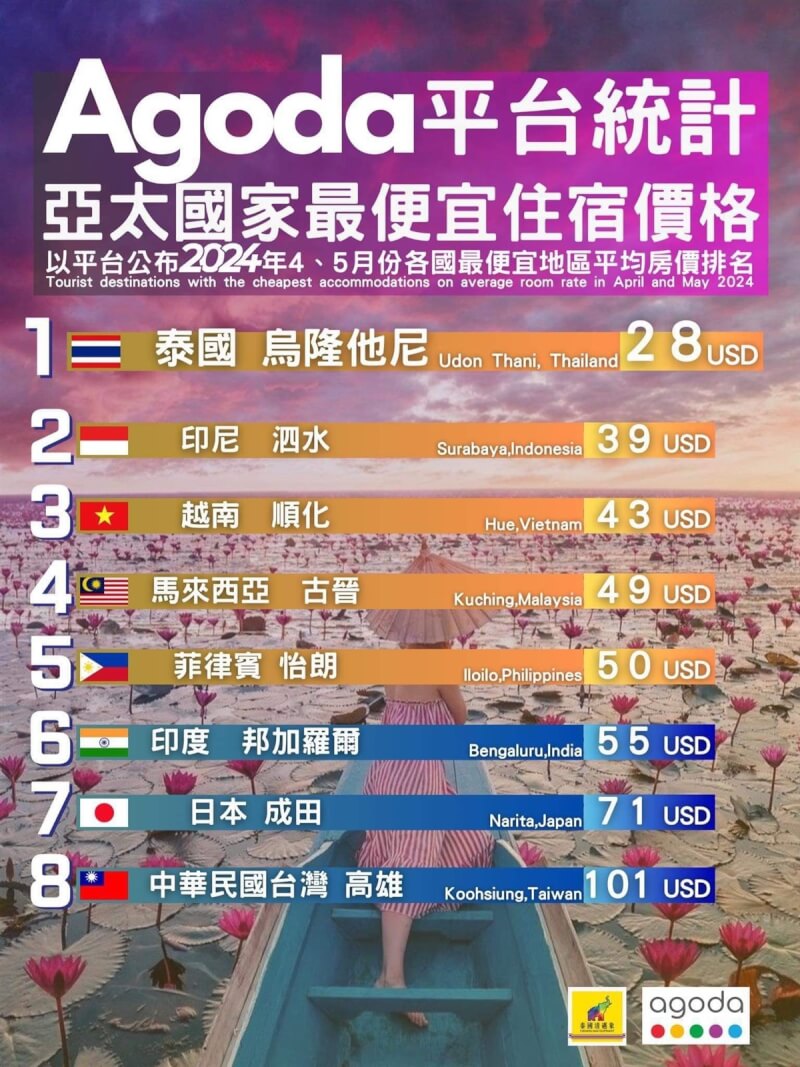 Agoda平台統計
亞太國家最便宜住宿價格
以平台公布2024年4、5月份各國最便宜地區平均房價排名
Tourist destinations with the cheapest accommodations on average room rate in April and May 2024
1 泰國 烏隆他尼 Udon Thani, Thailand 28 USD
2 印尼 泗水 Surabaya,Indonesia 39 USD
3 越南 順化 Hue,Vietnam 43 USD
4 馬來西亞 古晉 Kuching,Malaysia 49 USD
5 菲律賓 怡朗 Iloilo,Philippines 50 USD
6 印度 邦加羅爾 Bengaluru,India 55 USD
7 日本 成田 Narita,Japan 71 USD
8 中華民國台灣 高雄 Koohsiung,Taiwan 101 USD
泰國清邁象
agoda